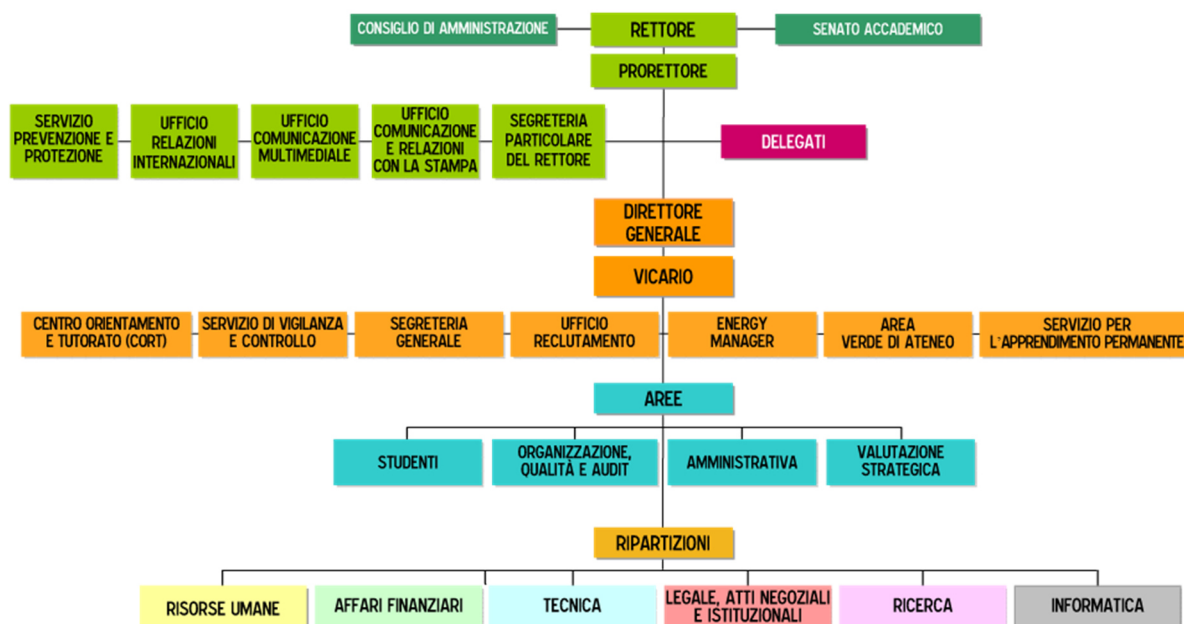 CONSIGLIO DI AMMINISTRAZIONE
RETTORE
SENATO ACCADEMICO
PRORETTORE
SERVIZIO
PREVENZIONE E
PROTEZIONE
UFFICIO
RELAZIONI
INTERNAZIONALI
UFFICIO
COMUNICAZIONE
MULTIMEDIALE
UFFICIO
COMUNICAZIONE
E RELAZIONI
CON LA STAMPA
SEGRETERIA
PARTICOLARE
DEL RETTORE
DELEGATI
DIRETTORE
GENERALE
VICARIO
CENTRO ORIENTAMENTO
E TUTORATO (CORT)
SERVIZIO DI VIGILANZA
E CONTROLLO
SEGRETERIA
GENERALE
UFFICIO
RECLUTAMENTO
ENERGY
MANAGER
AREA
VERDE DI ATENEO
SERVIZIO PER
L'APPRENDIMENTO PERMANENTE
AREE
STUDENTI
ORGANIZZAZIONE,
QUALITÀ E AUDIT
AMMINISTRATIVA
VALUTAZIONE
STRATEGICA
RIPARTIZIONI
RISORSE UMANE
AFFARI FINANZIARI
TECNICA
LEGALE, ATTI NEGOZIALI
E ISTITUZIONALI
RICERCA
INFORMATICA